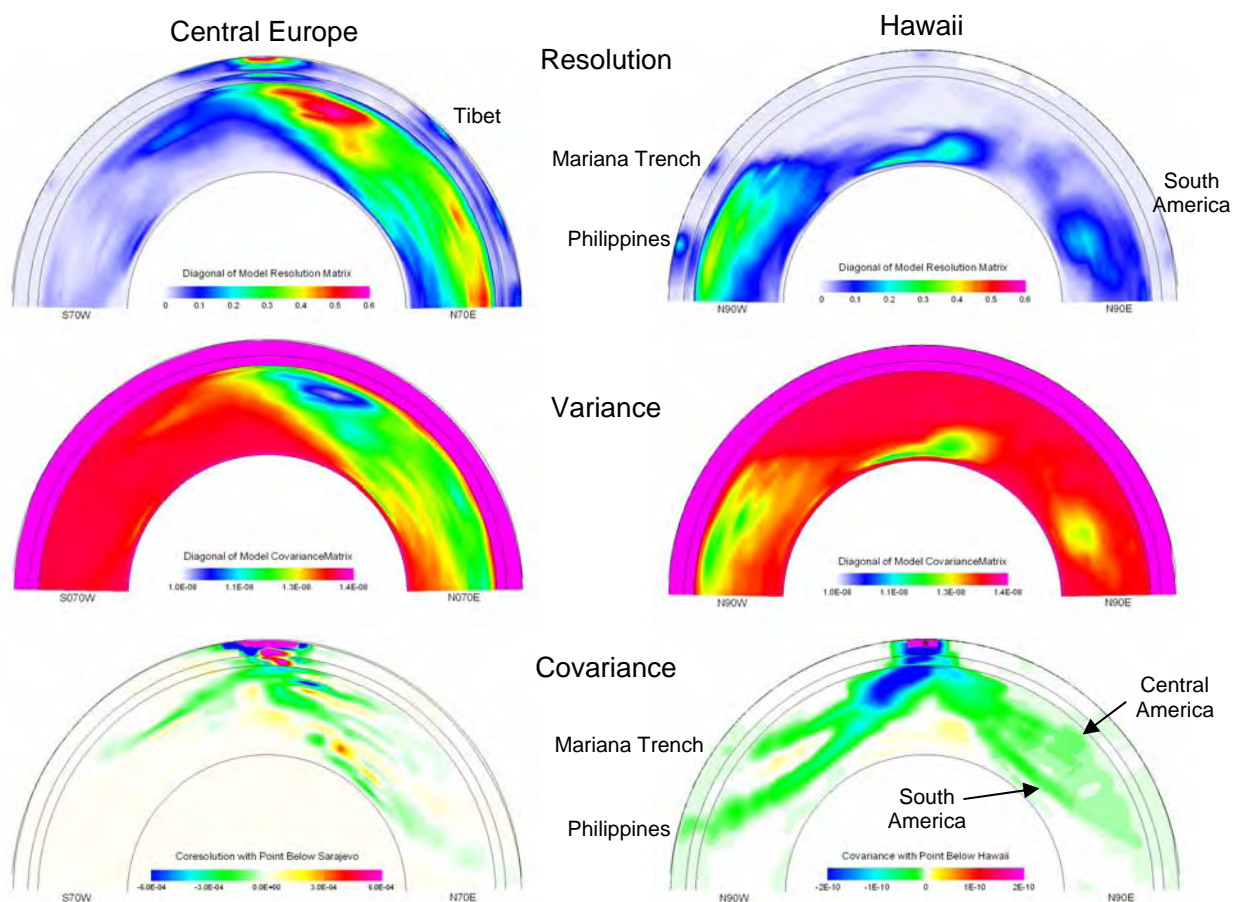 Central Europe
Hawaii
Resolution
Tibet
Mariana Trench
South
America
Philippines
Diagonal of Model Resolution Matrix
0 0.1 0.2 0.3 0.4 0.5 0.6
S70W N70E
Diagonal of Model Resolution Matrix
0 0.1 0.2 0.3 0.4 0.5 0.6
N90W N90E
Variance
Diagonal of Model CovarianceMatrix
1.0E-08 1.1E-08 1.3E-08 1.4E-08
S070W N070E
Diagonal of Model CovarianceMatrix
1.0E-08 1.1E-08 1.3E-08 1.4E-08
N90W N90E
Covariance
Central
America
Mariana Trench
South
America
Philippines
Coresolution with Point Below Sarajevo
-6.0E-04 -3.0E-04 0.0E+00 3.0E-04 6.0E-04
S70W N70E
Covariance with Point Below Hawaii
-2E-10 -1E-10 0 1E-10 2E-10
N90W N90E